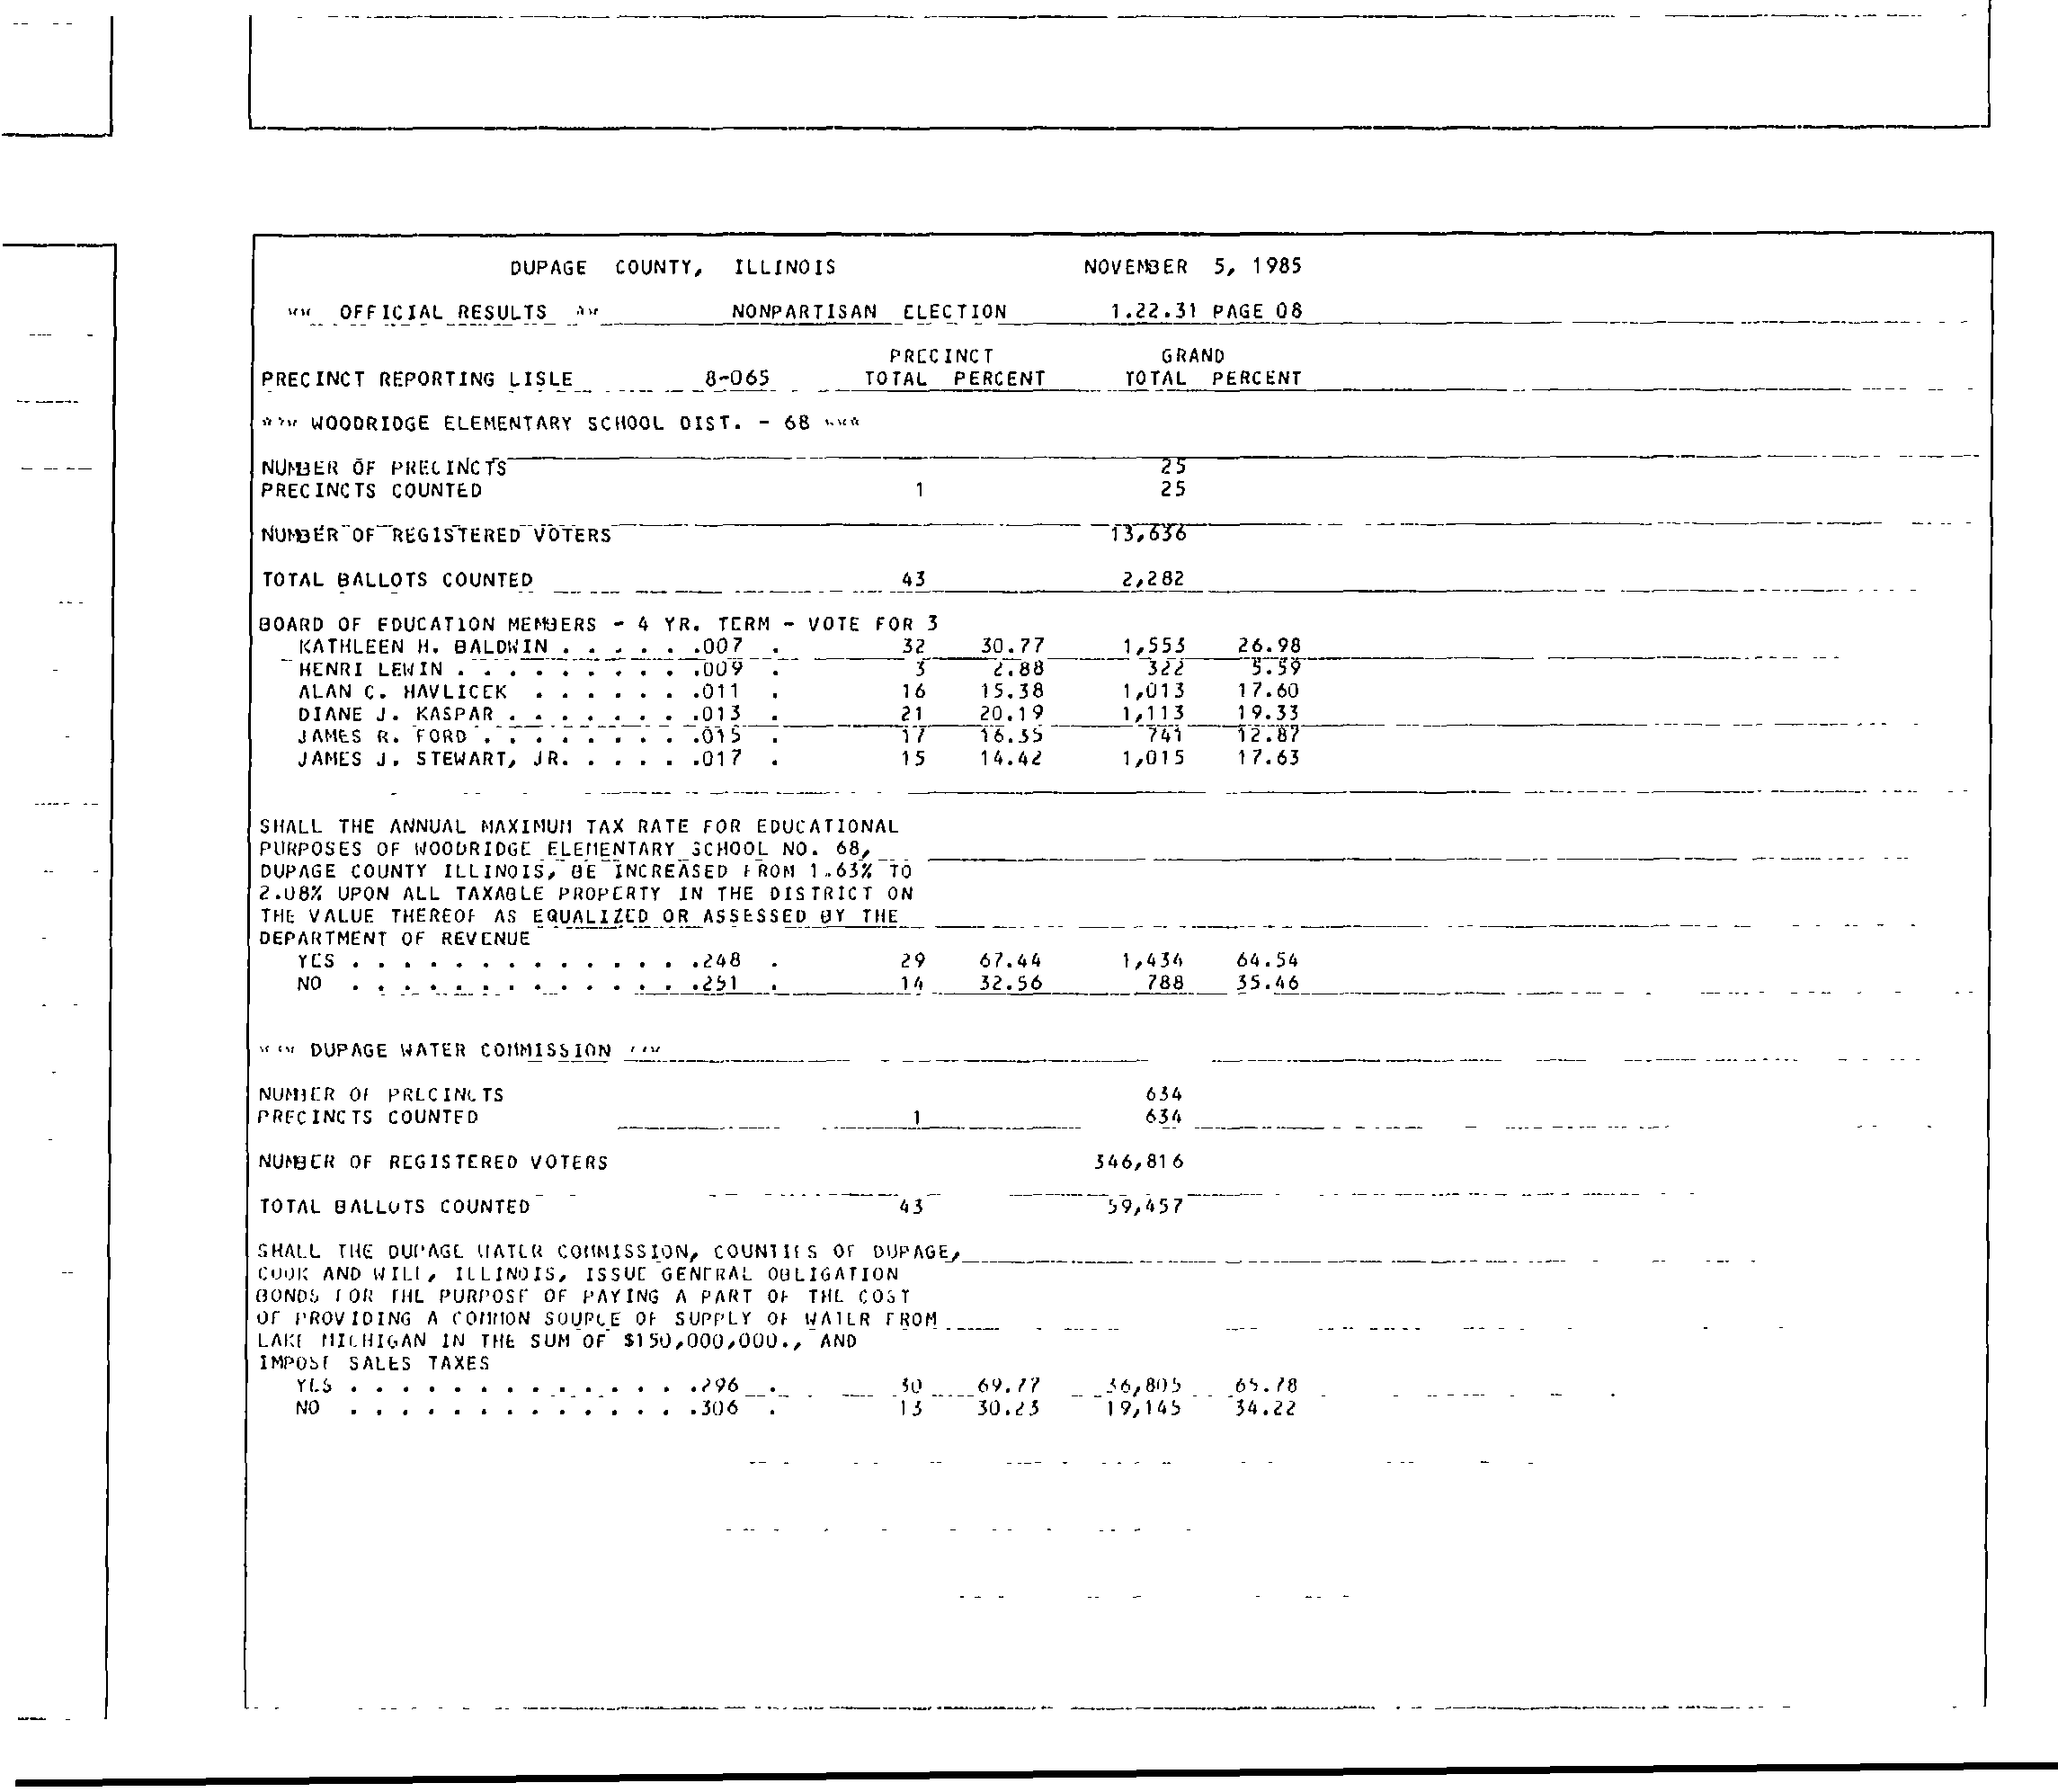 DUPAGE COUNTY, ILLINOIS NOVEMBER 5, 1985
** OFFICIAL RESULTS ** NONPARTISAN ELECTION 1.22.31 PAGE 08
PRECINCT GRAND
PRECINCT REPORTING LISLE 8-065 TOTAL PERCENT TOTAL PERCENT
*** WOODRIDGE ELEMENTARY SCHOOL DIST. - 68 ***
NUMBER OF PRECINCTS 25
PRECINCTS COUNTED 1 25
NUMBER OF REGISTERED VOTERS 13,636
TOTAL BALLOTS COUNTED 43 2,282
BOARD OF EDUCATION MEMBERS - 4 YR. TERM - VOTE FOR 3
KATHLEEN H. BALDWIN . . . . . .007 . 32 30.77 1,553 26.98
HENRI LEWIN . . . . . . . . . .009 . 3 2.88 322 5.59
ALAN C. HAVLICEK . . . . . . .011 . 16 15.38 1,013 17.60
DIANE J. KASPAR . . . . . . . .013 . 21 20.19 1,113 19.33
JAMES R. FORD . . . . . . . . .015 . 17 16.35 741 12.87
JAMES J. STEWART, JR. . . . . .017 . 15 14.42 1,015 17.63
SHALL THE ANNUAL MAXIMUM TAX RATE FOR EDUCATIONAL
PURPOSES OF WOODRIDGE ELEMENTARY SCHOOL NO. 68,
DUPAGE COUNTY ILLINOIS, BE INCREASED FROM 1.63% TO
2.08% UPON ALL TAXABLE PROPERTY IN THE DISTRICT ON
THE VALUE THEREOF AS EQUALIZED OR ASSESSED BY THE
DEPARTMENT OF REVENUE
YES . . . . . . . . . . . . . .248 . 29 67.44 1,434 64.54
NO . . . . . . . . . . . . . .251 . 14 32.56 788 35.46
*** DUPAGE WATER COMMISSION ***
NUMBER OF PRECINCTS 634
PRECINCTS COUNTED 1 634
NUMBER OF REGISTERED VOTERS 346,816
TOTAL BALLOTS COUNTED 43 59,457
SHALL THE DUPAGE WATER COMMISSION, COUNTIES OF DUPAGE,
COOK AND WILL, ILLINOIS, ISSUE GENERAL OBLIGATION
BONDS FOR THE PURPOSE OF PAYING A PART OF THE COST
OF PROVIDING A COMMON SOURCE OF SUPPLY OF WATER FROM
LAKE MICHIGAN IN THE SUM OF $150,000,000., AND
IMPOSE SALES TAXES
YES . . . . . . . . . . . . . .296 . 30 69.77 36,805 65.78
NO . . . . . . . . . . . . . .306 . 13 30.23 19,145 34.22